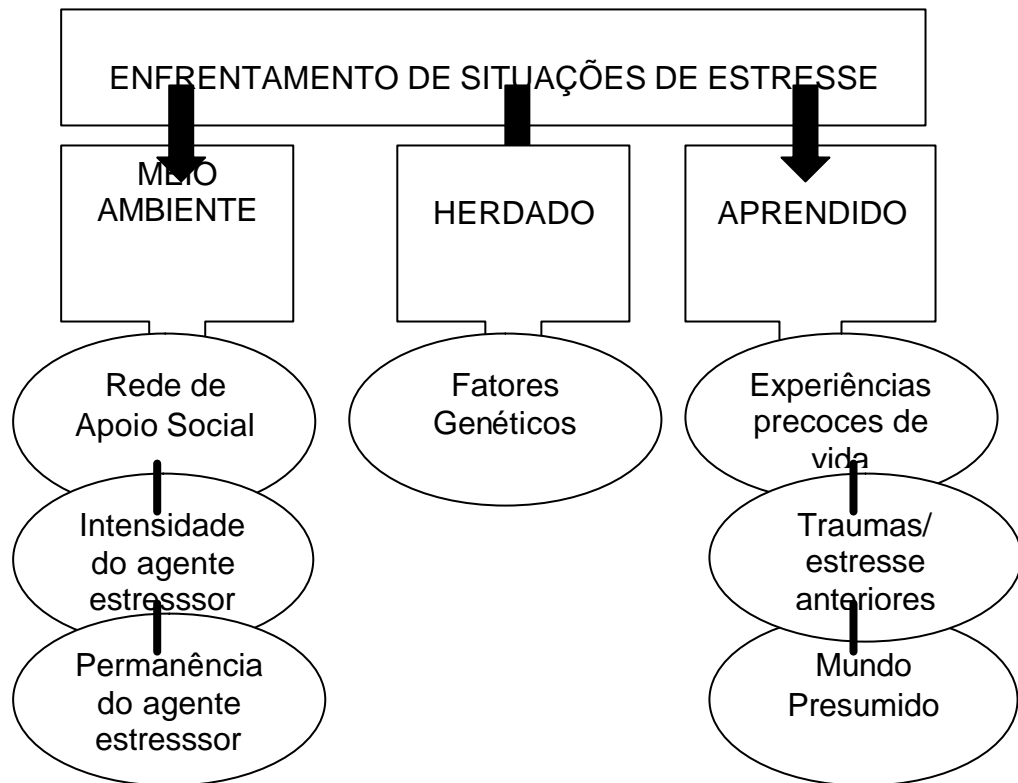 ENFRENTAMENTO DE SITUAÇÕES DE ESTRESSE
MEIO
AMBIENTE
HERDADO
APRENDIDO
Rede de
Apoio Social
Intensidade
do agente
estresssor
Permanência
do agente
estresssor
Fatores
Genéticos
Experiências
precoces de
vida
Traumas/
estresse
anteriores
Mundo
Presumido